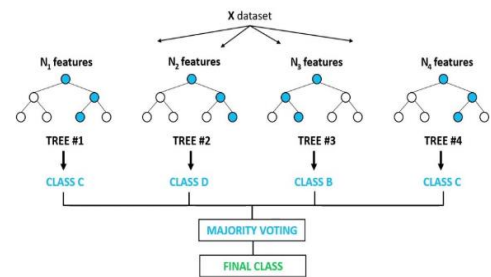 X dataset
N₁ features N₂ features N₃ features N₄ features
TREE #1 TREE #2 TREE #3 TREE #4
CLASS C CLASS D CLASS B CLASS C
MAJORITY VOTING
FINAL CLASS